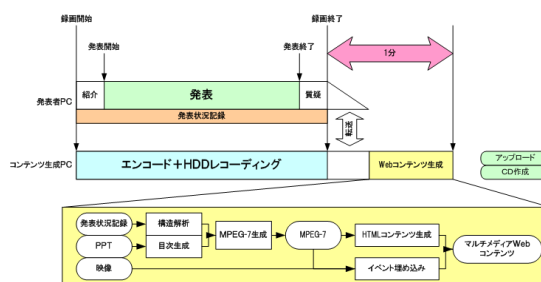 録画開始
録画終了
発表開始
発表終了
1分
紹介
発表
質疑
発表者PC
発表状況記録
転送
コンテンツ生成PC
エンコード+HDDレコーディング
Webコンテンツ生成
アップロード
CD作成
発表状況記録
構造解析
PPT
目次生成
MPEG-7生成
MPEG-7
HTMLコンテンツ生成
マルチメディアWeb
コンテンツ
映像
イベント埋め込み